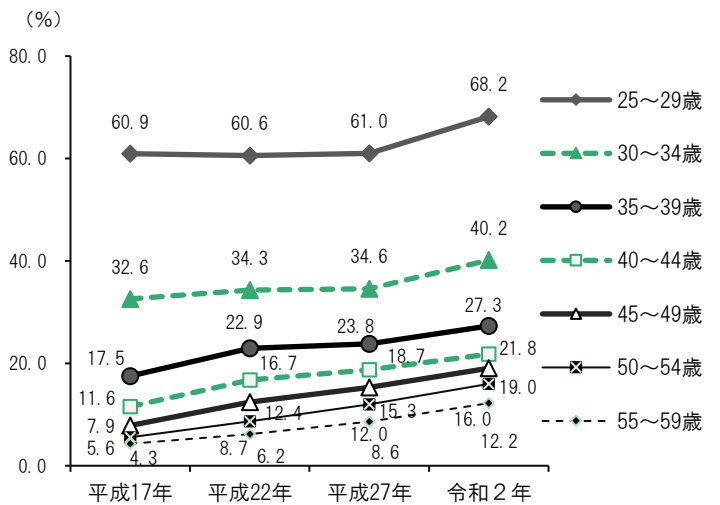 （％）
80.0
60.0
40.0
20.0
0.0
60.9 60.6 61.0 68.2
32.6 34.3 34.6 40.2
17.5 22.9 23.8 27.3
11.6 16.7 18.7 21.8
7.9 12.4 15.3 19.0
5.6 8.7 12.0 16.0
4.3 6.2 8.6 12.2
平成17年 平成22年 平成27年 令和２年
25～29歳
30～34歳
35～39歳
40～44歳
45～49歳
50～54歳
55～59歳